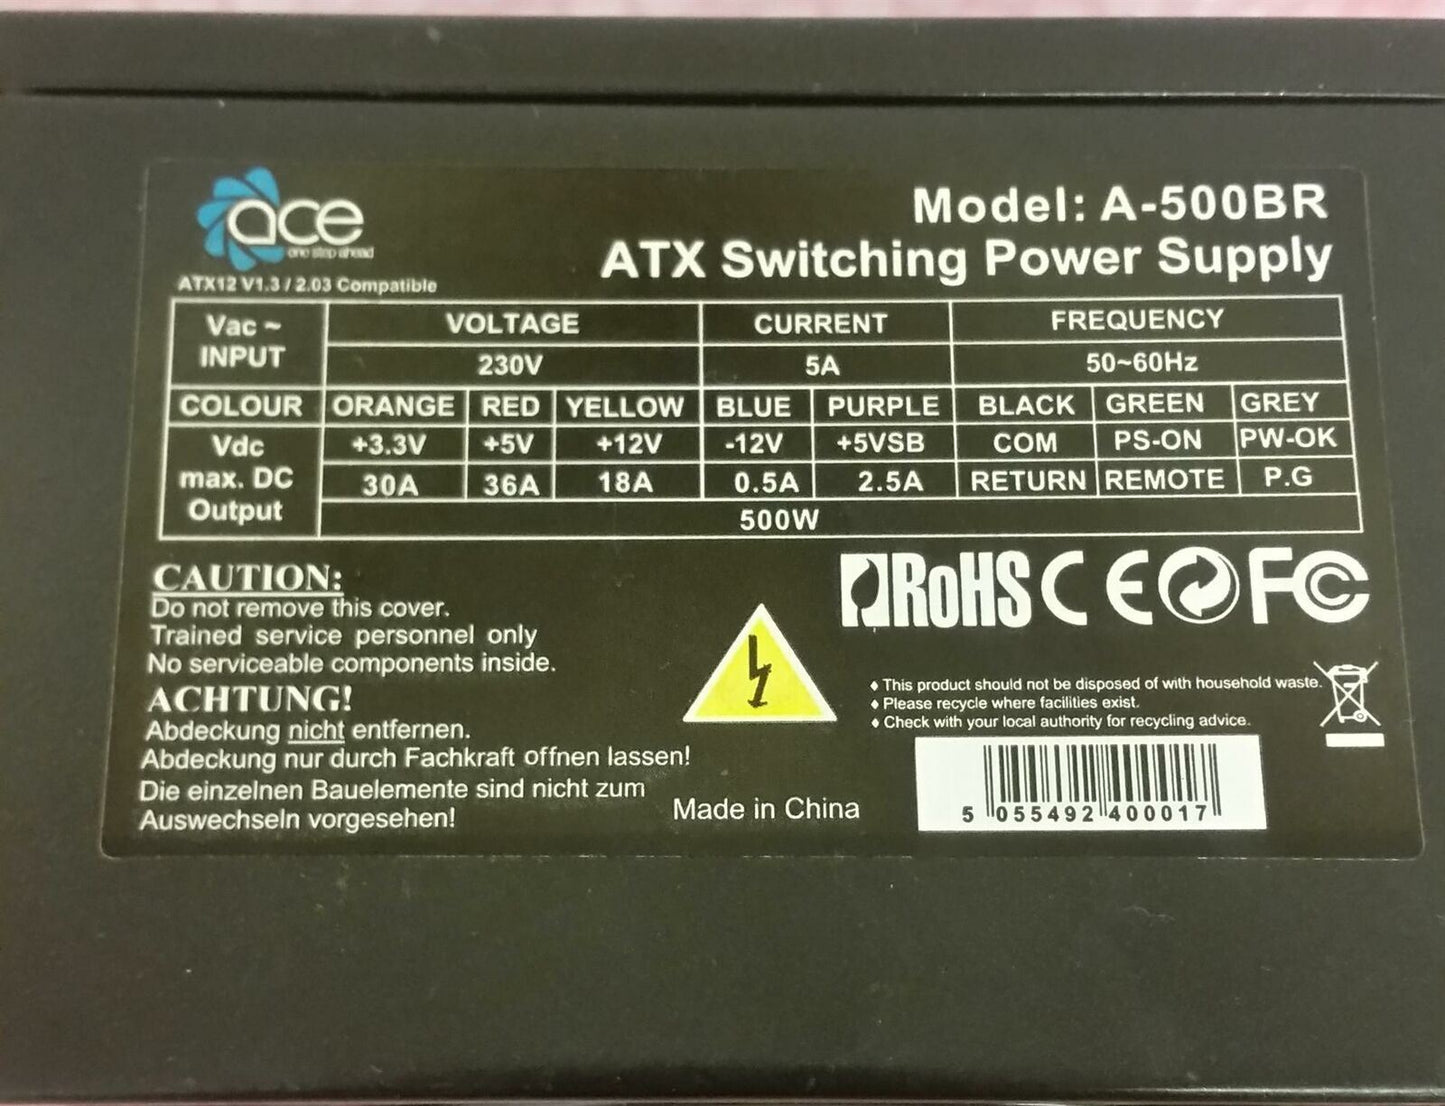 ace
one step ahead
Model: A-500BR
ATX Switching Power Supply
ATX12 V1.3 / 2.03 Compatible
Vac ~ INPUT VOLTAGE CURRENT FREQUENCY
230V 5A 50~60Hz
COLOUR ORANGE RED YELLOW BLUE PURPLE BLACK GREEN GREY
Vdc +3.3V +5V +12V -12V +5VSB COM PS-ON PW-OK
max. DC 30A 36A 18A 0.5A 2.5A RETURN REMOTE P.G
Output 500W
CAUTION:
Do not remove this cover.
Trained service personnel only
No serviceable components inside.
ACHTUNG!
Abdeckung nicht entfernen.
Abdeckung nur durch Fachkraft offnen lassen!
Die einzelnen Bauelemente sind nicht zum
Auswechseln vorgesehen!
RoHS CE FC
♦ This product should not be disposed of with household waste.
♦ Please recycle where facilities exist.
♦ Check with your local authority for recycling advice.
Made in China
5 055492 400017